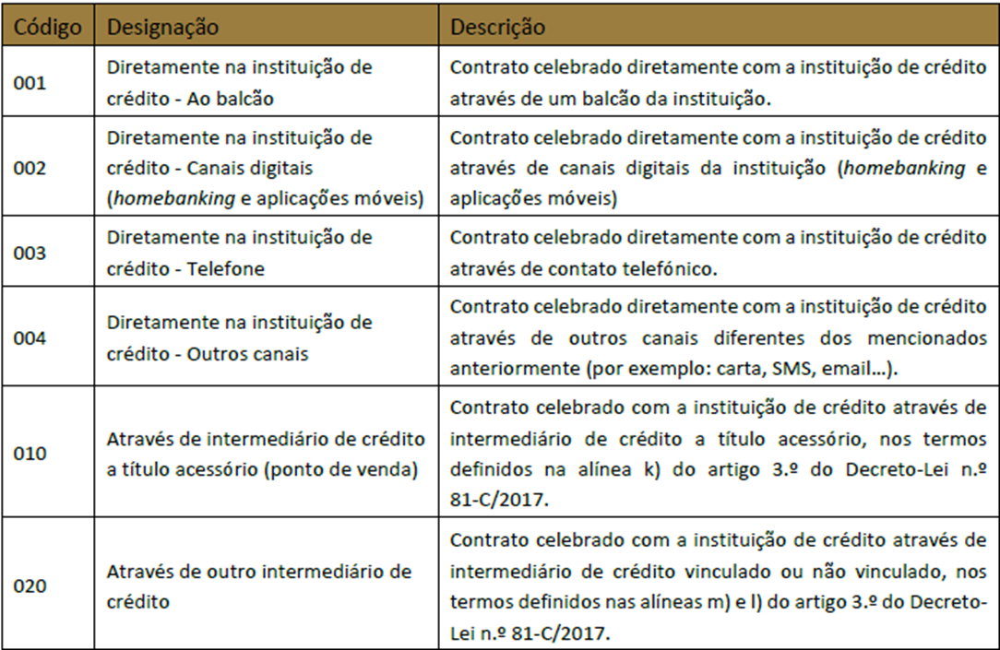 Código Designação Descrição
001
Diretamente na instituição de
crédito - Ao balcão
Contrato celebrado diretamente com a instituição de crédito
através de um balcão da instituição.
002
Diretamente na instituição de
crédito - Canais digitais
(homebanking e aplicações móveis)
Contrato celebrado diretamente com a instituição de crédito
através de canais digitais da instituição (homebanking e
aplicações móveis)
003
Diretamente na instituição de
crédito - Telefone
Contrato celebrado diretamente com a instituição de crédito
através de contato telefónico.
004
Diretamente na instituição de
crédito - Outros canais
Contrato celebrado diretamente com a instituição de crédito
através de outros canais diferentes dos mencionados
anteriormente (por exemplo: carta, SMS, email...).
010
Através de intermediário de crédito
a título acessório (ponto de venda)
Contrato celebrado com a instituição de crédito através de
intermediário de crédito a título acessório, nos termos
definidos na alínea k) do artigo 3.º do Decreto-Lei n.º
81-C/2017.
020
Através de outro intermediário de
crédito
Contrato celebrado com a instituição de crédito através de
intermediário de crédito vinculado ou não vinculado, nos
termos definidos nas alíneas m) e l) do artigo 3.º do Decreto-
Lei n.º 81-C/2017.